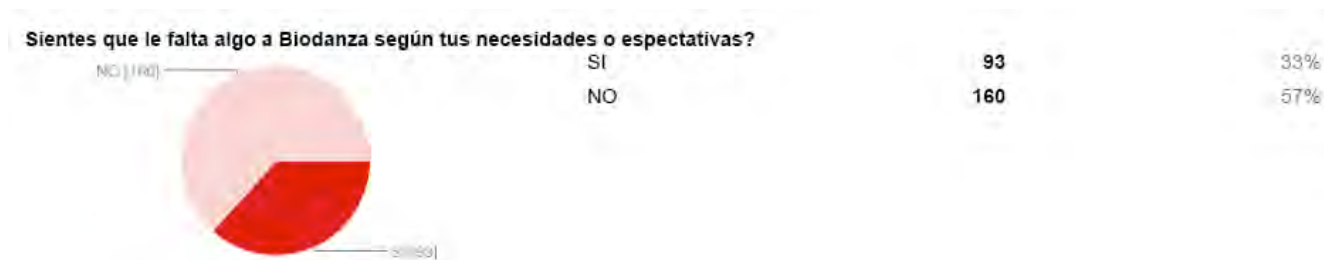 Sientes que le falta algo a Biodanza según tus necesidades o espectativas?
SI 93 33%
NO [160]
NO 160 57%